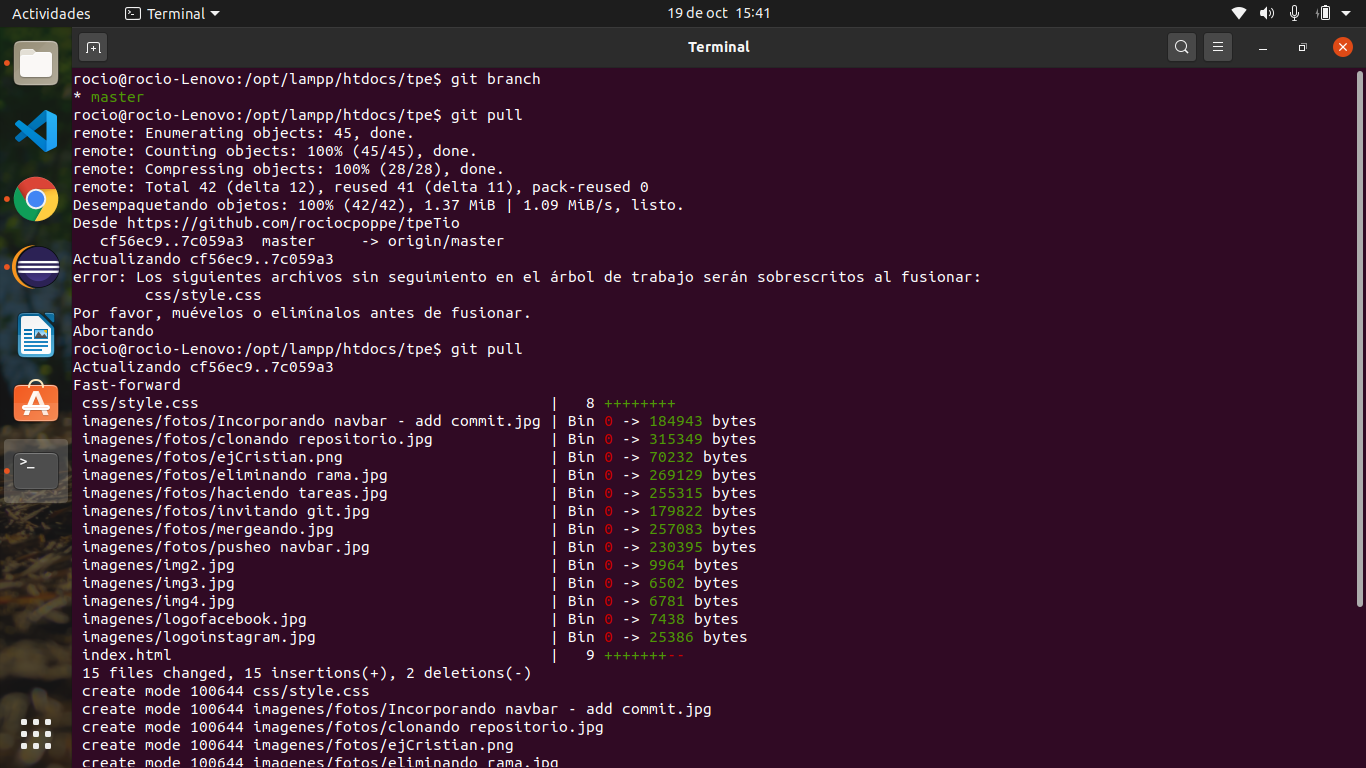 Actividades
Terminal
19 de oct 15:41
Terminal
rocio@rocio-Lenovo:/opt/lampp/htdocs/tpe$ git branch
* master
rocio@rocio-Lenovo:/opt/lampp/htdocs/tpe$ git pull
remote: Enumerating objects: 45, done.
remote: Counting objects: 100% (45/45), done.
remote: Compressing objects: 100% (28/28), done.
remote: Total 42 (delta 12), reused 41 (delta 11), pack-reused 0
Desempaquetando objetos: 100% (42/42), 1.37 MiB | 1.09 MiB/s, listo.
Desde https://github.com/rociocpoppe/tpeTio
   cf56ec9..7c059a3  master     -> origin/master
Actualizando cf56ec9..7c059a3
error: Los siguientes archivos sin seguimiento en el árbol de trabajo serán sobrescritos al fusionar:
        css/style.css
Por favor, muévelos o elimínalos antes de fusionar.
Abortando
rocio@rocio-Lenovo:/opt/lampp/htdocs/tpe$ git pull
Actualizando cf56ec9..7c059a3
Fast-forward
 css/style.css                                       |   8 ++++++++
 imagenes/fotos/Incorporando navbar - add commit.jpg | Bin 0 -> 184943 bytes
 imagenes/fotos/clonando repositorio.jpg             | Bin 0 -> 315349 bytes
 imagenes/fotos/ejCristian.png                       | Bin 0 -> 70232 bytes
 imagenes/fotos/eliminando rama.jpg                  | Bin 0 -> 269129 bytes
 imagenes/fotos/haciendo tareas.jpg                  | Bin 0 -> 255315 bytes
 imagenes/fotos/invitando git.jpg                    | Bin 0 -> 179822 bytes
 imagenes/fotos/mergeando.jpg                        | Bin 0 -> 257083 bytes
 imagenes/fotos/pusheo navbar.jpg                    | Bin 0 -> 230395 bytes
 imagenes/img2.jpg                                   | Bin 0 -> 9964 bytes
 imagenes/img3.jpg                                   | Bin 0 -> 6502 bytes
 imagenes/img4.jpg                                   | Bin 0 -> 6781 bytes
 imagenes/logofacebook.jpg                           | Bin 0 -> 7438 bytes
 imagenes/logoinstagram.jpg                          | Bin 0 -> 25386 bytes
 index.html                                          |   9 +++++++--
 15 files changed, 15 insertions(+), 2 deletions(-)
 create mode 100644 css/style.css
 create mode 100644 imagenes/fotos/Incorporando navbar - add commit.jpg
 create mode 100644 imagenes/fotos/clonando repositorio.jpg
 create mode 100644 imagenes/fotos/ejCristian.png
 create mode 100644 imagenes/fotos/eliminando rama.jpg